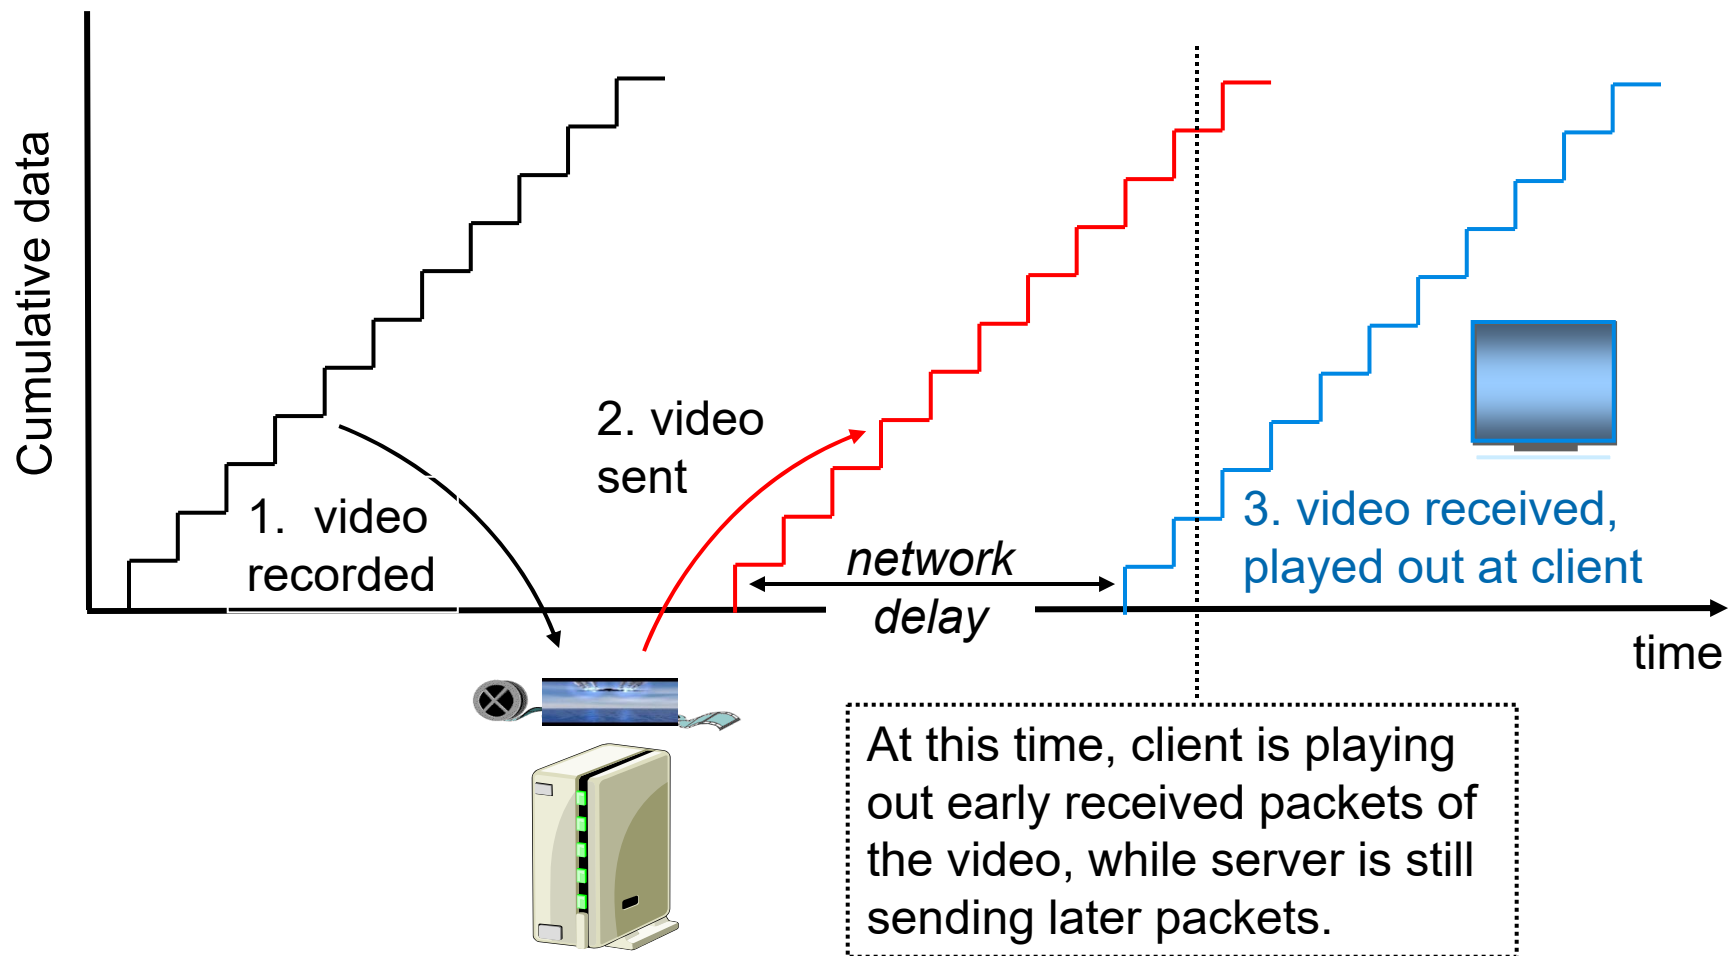 Cumulative data
1. video
recorded
2. video
sent
network
delay
3. video received,
played out at client
time
At this time, client is playing
out early received packets of
the video, while server is still
sending later packets.